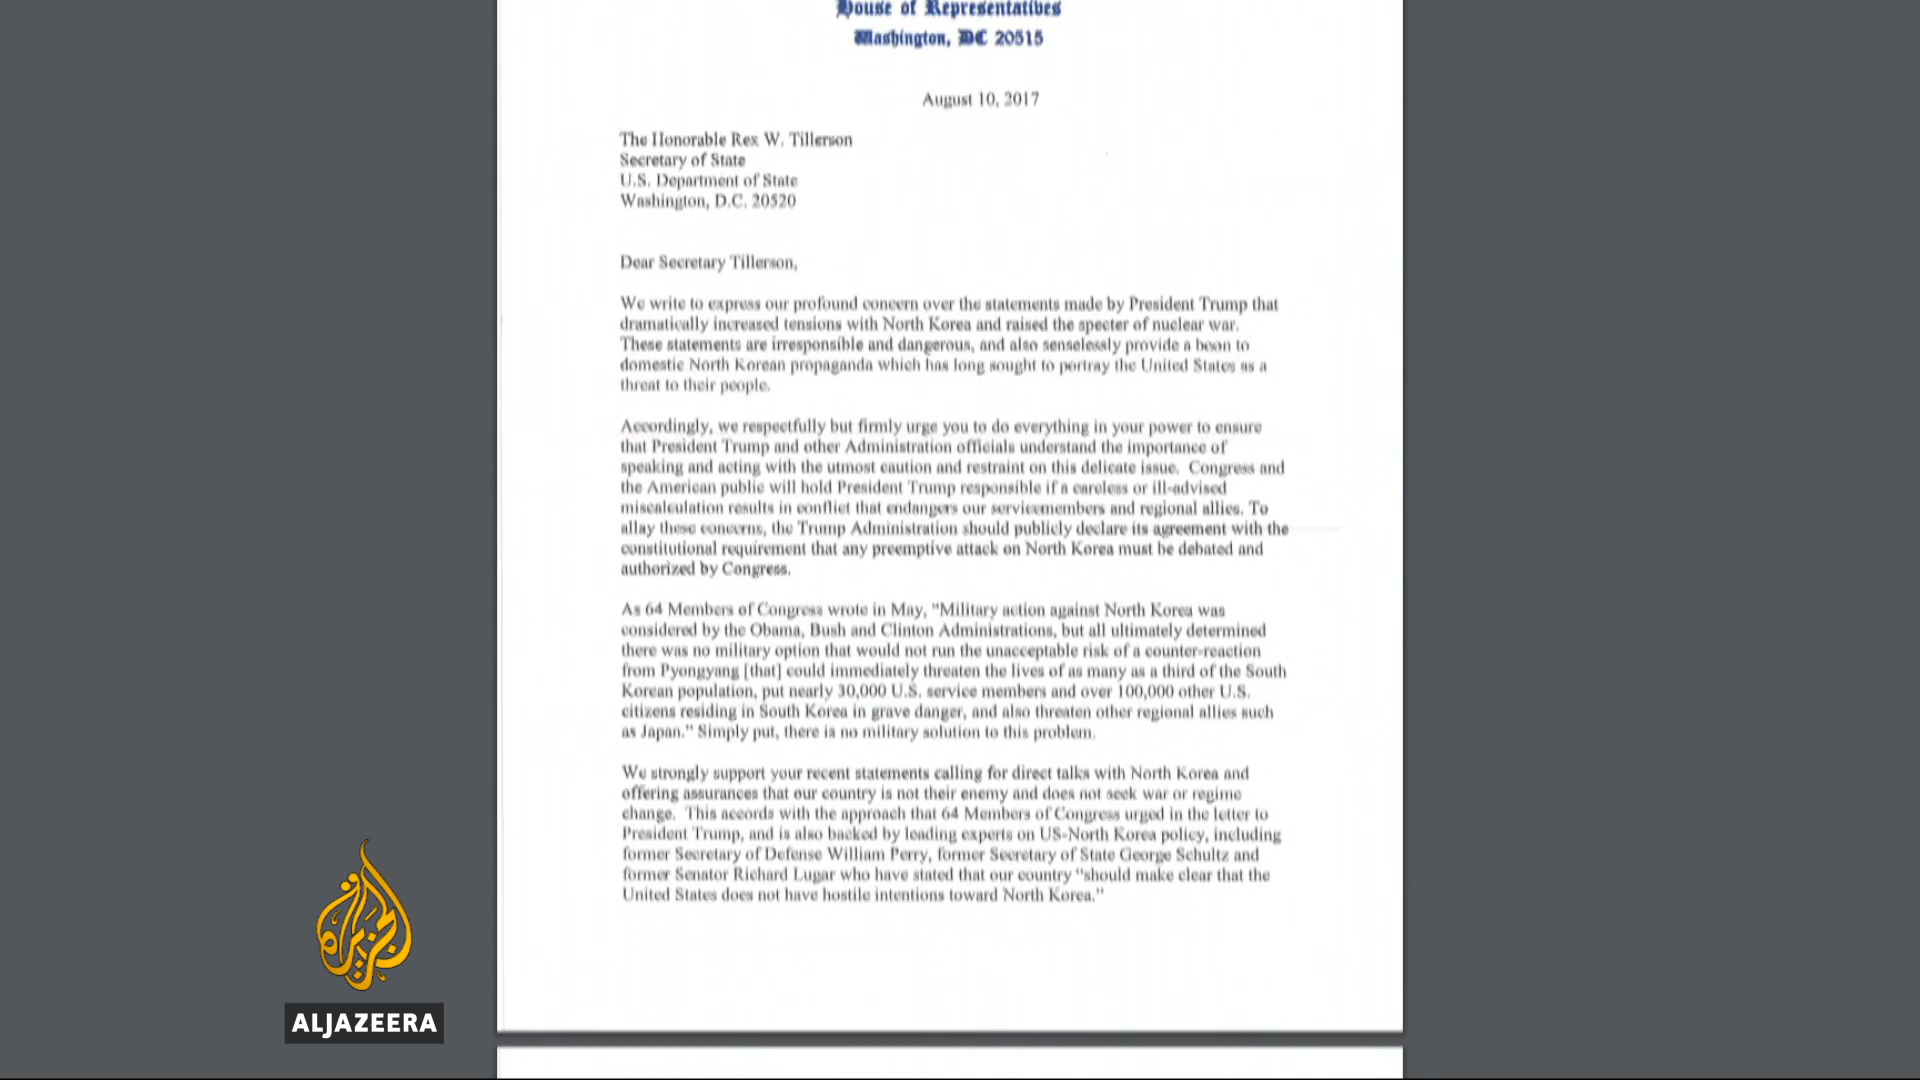 House of Representatives
Washington, DC 20515
August 10, 2017
The Honorable Rex W. Tillerson
Secretary of State
U.S. Department of State
Washington, D.C. 20520
Dear Secretary Tillerson,
We write to express our profound concern over the statements made by President Trump that
dramatically increased tensions with North Korea and raised the specter of nuclear war.
These statements are irresponsible and dangerous, and also senselessly provide a boon to
domestic North Korean propaganda which has long sought to portray the United States as a
threat to their people.
Accordingly, we respectfully but firmly urge you to do everything in your power to ensure
that President Trump and other Administration officials understand the importance of
speaking and acting with the utmost caution and restraint on this delicate issue. Congress and
the American public will hold President Trump responsible if a careless or ill-advised
miscalculation results in conflict that endangers our servicemembers and regional allies. To
allay these concerns, the Trump Administration should publicly declare its agreement with the
constitutional requirement that any preemptive attack on North Korea must be debated and
authorized by Congress.
As 64 Members of Congress wrote in May, "Military action against North Korea was
considered by the Obama, Bush and Clinton Administrations, but all ultimately determined
there was no military option that would not run the unacceptable risk of a counter-reaction
from Pyongyang [that] could immediately threaten the lives of as many as a third of the South
Korean population, put nearly 30,000 U.S. service members and over 100,000 other U.S.
citizens residing in South Korea in grave danger, and also threaten other regional allies such
as Japan." Simply put, there is no military solution to this problem.
We strongly support your recent statements calling for direct talks with North Korea and
offering assurances that our country is not their enemy and does not seek war or regime
change. This accords with the approach that 64 Members of Congress urged in the letter to
President Trump, and is also backed by leading experts on US-North Korea policy, including
former Secretary of Defense William Perry, former Secretary of State George Schultz and
former Senator Richard Lugar who have stated that our country "should make clear that the
United States does not have hostile intentions toward North Korea."
الجزيرة
ALJAZEERA